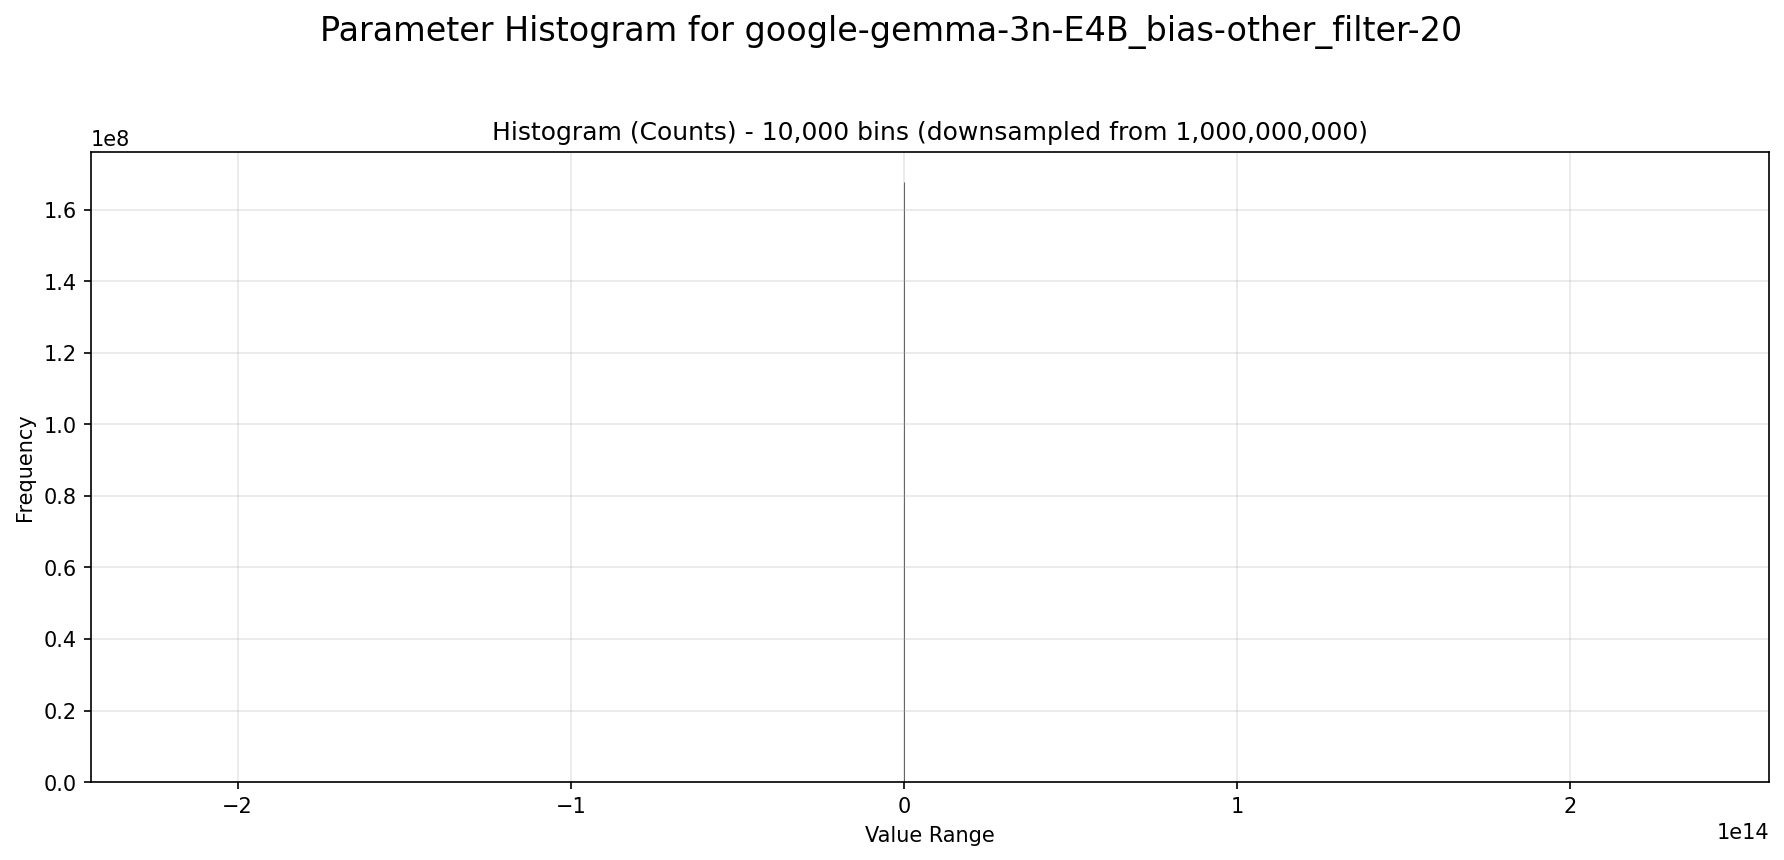 Parameter Histogram for google-gemma-3n-E4B_bias-other_filter-20
Histogram (Counts) - 10,000 bins (downsampled from 1,000,000,000)
1e8
1.6
1.4
1.2
1.0
0.8
0.6
0.4
0.2
0.0
Frequency
−2 −1 0 1 2
1e14
Value Range